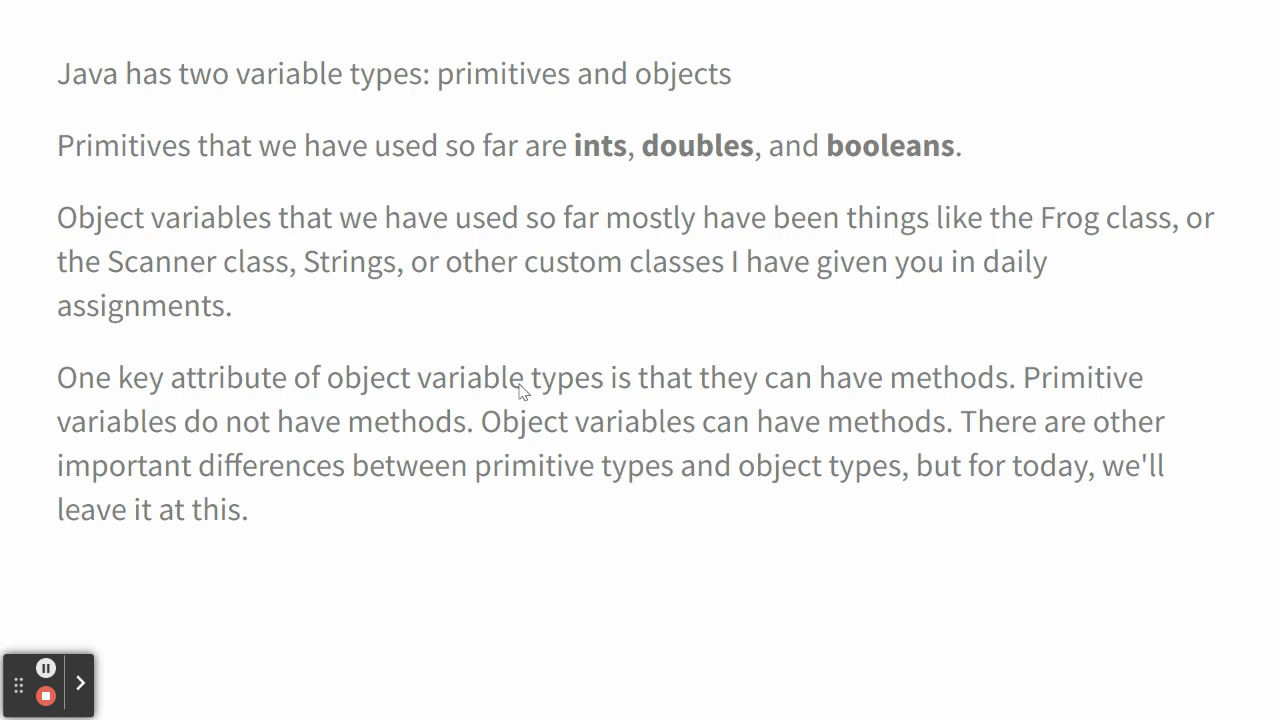 Java has two variable types: primitives and objects
Primitives that we have used so far are ints, doubles, and booleans.
Object variables that we have used so far mostly have been things like the Frog class, or
the Scanner class, Strings, or other custom classes I have given you in daily
assignments.
One key attribute of object variable types is that they can have methods. Primitive
variables do not have methods. Object variables can have methods. There are other
important differences between primitive types and object types, but for today, we'll
leave it at this.